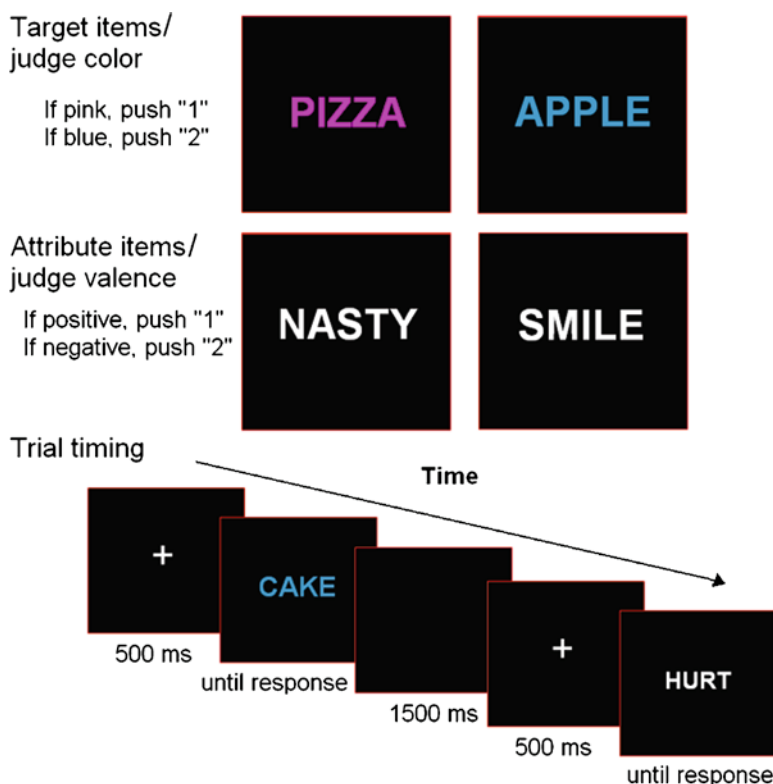 Target items/
judge color
If pink, push "1"
If blue, push "2"
PIZZA
APPLE
Attribute items/
judge valence
If positive, push "1"
If negative, push "2"
NASTY
SMILE
Trial timing
Time
+
500 ms
CAKE
until response
1500 ms
+
500 ms
HURT
until response